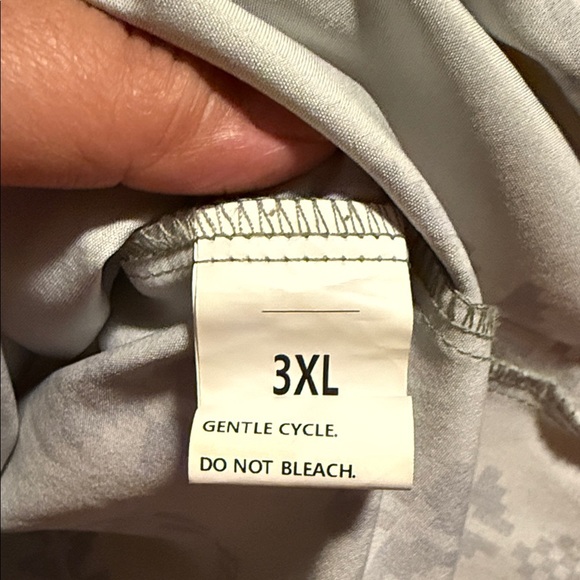 3XL
GENTLE CYCLE.
DO NOT BLEACH.